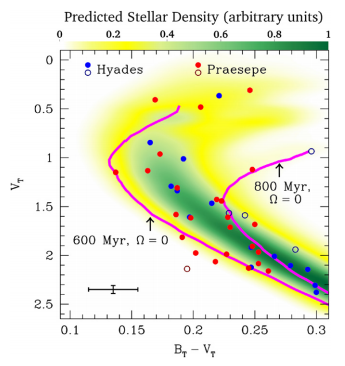 Predicted Stellar Density (arbitrary units)
0 0.2 0.4 0.6 0.8 1
Hyades Praesepe
0
0.5
1.0
1.5
2.0
2.5
V_T
800 Myr,
Ω = 0
600 Myr, Ω = 0
0.1 0.15 0.2 0.25 0.3
B_T − V_T